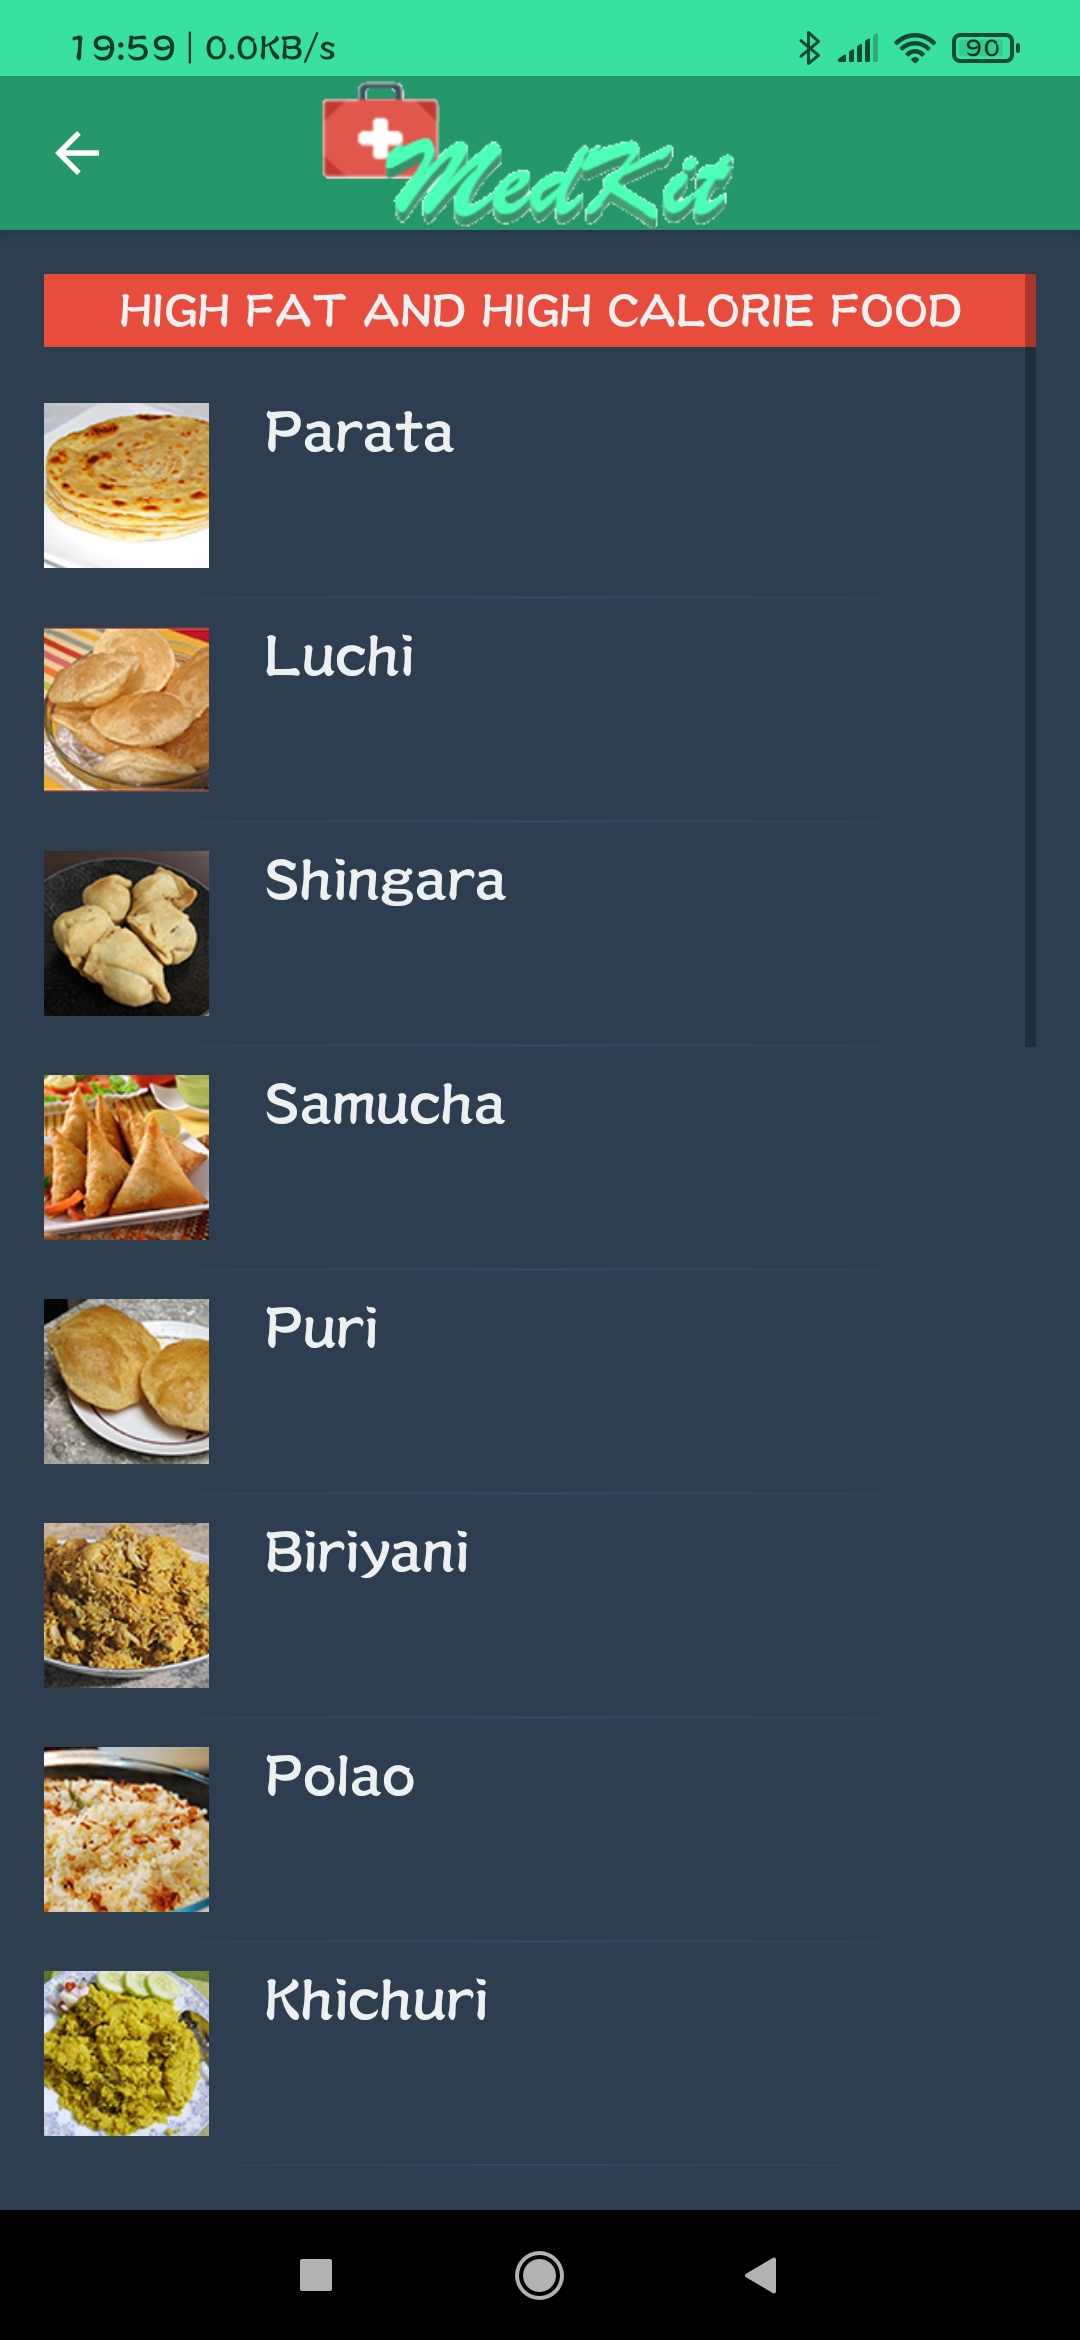 19:59 | 0.0KB/s
90
MedKit
HIGH FAT AND HIGH CALORIE FOOD
Parata
Luchi
Shingara
Samucha
Puri
Biriyani
Polao
Khichuri